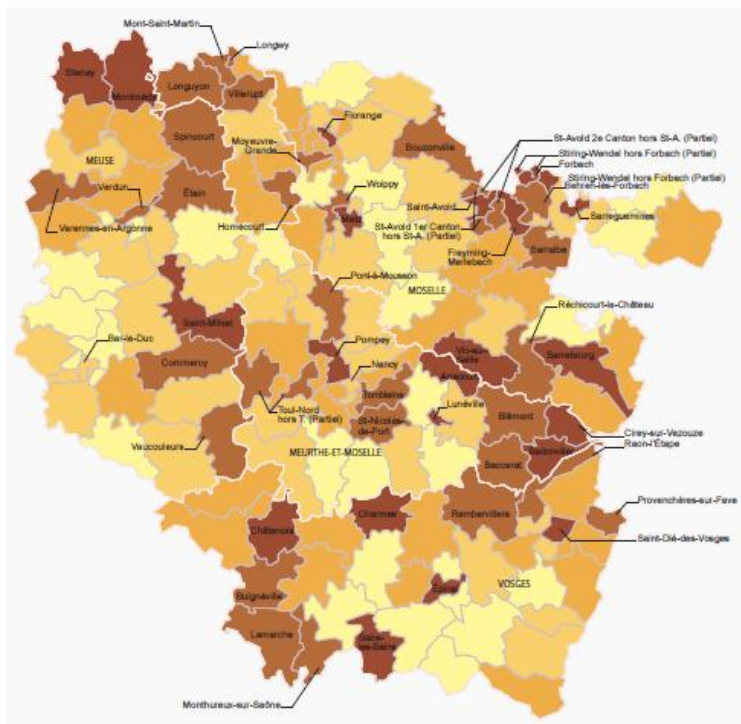 Mont-Saint-Martin
Longwy
Stenay
Montmédy
Longuyon
Villerupt
Florange
Spincourt
Moyeuvre-
Grande
Bouzonville
St-Avold 2e Canton hors St-A. (Partiel)
Stiring-Wendel hors Forbach (Partiel)
Forbach
Stiring-Wendel hors Forbach (Partiel)
Behren-lès-Forbach
MEUSE
Verdun
Étain
Woippy
Saint-Avold
Metz
Homécourt
St-Avold 1er Canton
hors St-A. (Partiel)
Sarreguemines
Varennes-en-Argonne
Freyming-
Merlebach
Sarralbe
Pont-à-Mousson
MOSELLE
Réchicourt-le-Château
Saint-Mihiel
Bar-le-Duc
Pompey
Vic-sur-
Seille
Sarrebourg
Commercy
Nancy
Arracourt
Tomblaine
Lunéville
Toul-Nord
hors T. (Partiel)
St-Nicolas-
de-Port
Blâmont
Cirey-sur-Vezouze
Vaucouleurs
MEURTHE-ET-MOSELLE
Baccarat
Badonviller
Raon-l'Étape
Provenchères-sur-Fave
Châtenois
Charmes
Rambervillers
Saint-Dié-des-Vosges
Bulgnéville
Épinal
VOSGES
Lamarche
Bains-
les-Bains
Monthureux-sur-Saône